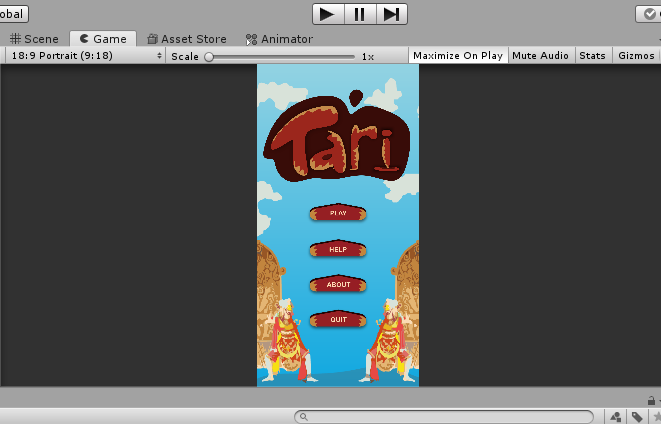 obal
Scene Game Asset Store Animator
18:9 Portrait (9:18) Scale 1x Maximize On Play Mute Audio Stats Gizmos
Tari
PLAY
HELP
ABOUT
QUIT